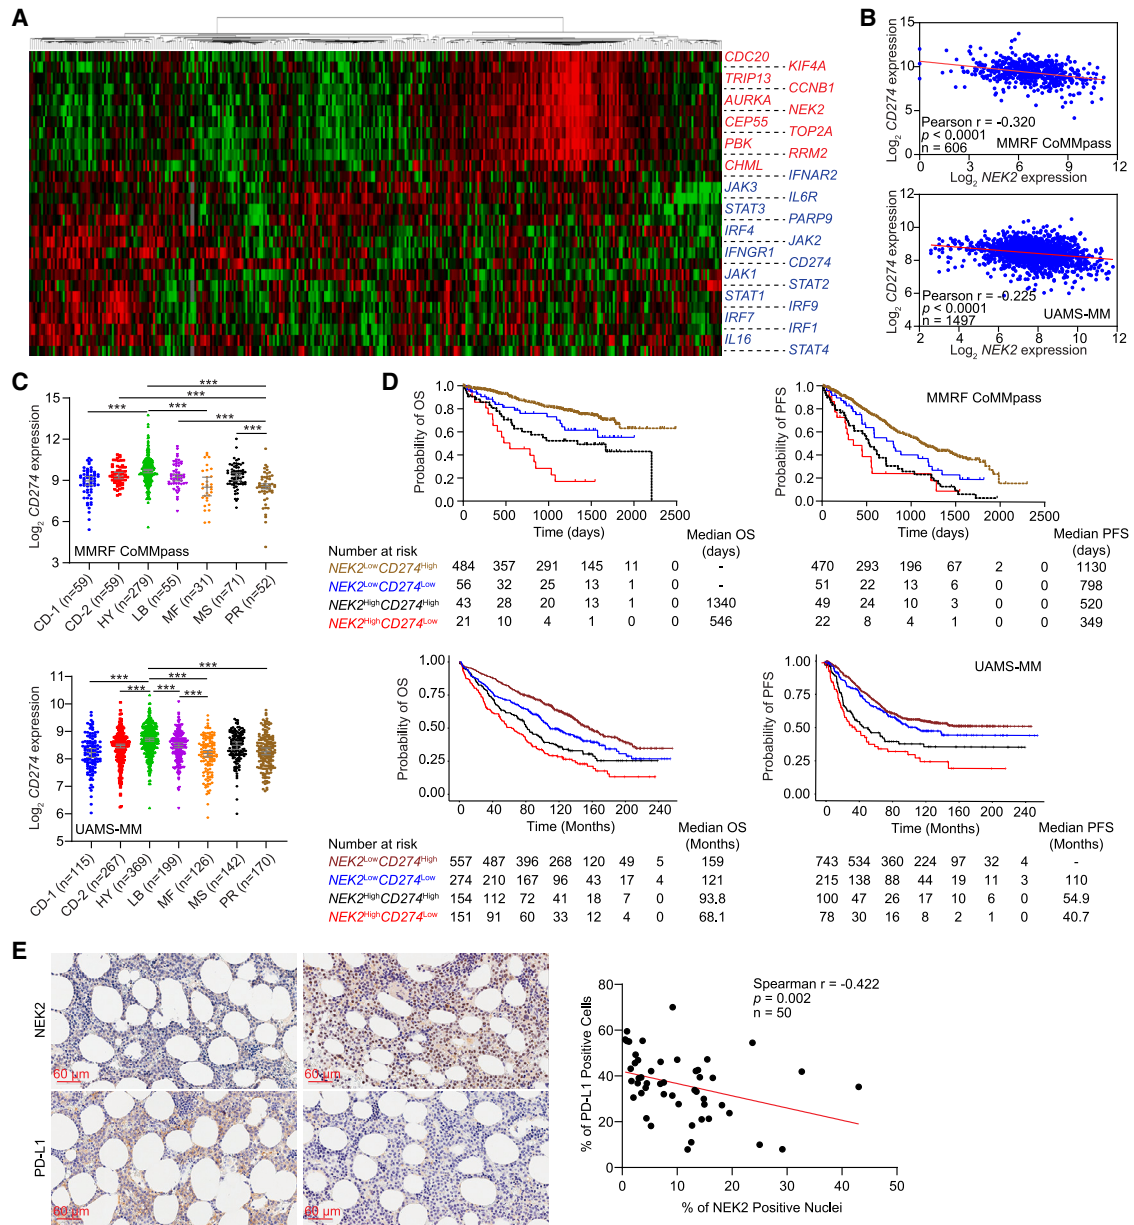 A
CDC20
KIF4A
TRIP13
CCNB1
AURKA
NEK2
CEP55
TOP2A
PBK
RRM2
CHML
IFNAR2
JAK3
IL6R
STAT3
PARP9
IRF4
JAK2
IFNGR1
CD274
JAK1
STAT2
STAT1
IRF9
IRF7
IRF1
IL16
STAT4
B
Log2 CD274 expression
15
10
5
0
Pearson r = -0.320
p < 0.0001
n = 606
MMRF CoMMpass
0 3 6 9 12
Log2 NEK2 expression
Log2 CD274 expression
12
10
8
6
4
Pearson r = -0.225
p < 0.0001
n = 1497
UAMS-MM
2 4 6 8 10 12
Log2 NEK2 expression
C
Log2 CD274 expression
15
12
9
6
3
***
***
*** ***
***
***
MMRF CoMMpass
CD-1 (n=59)
CD-2 (n=59)
HY (n=279)
LB (n=55)
MF (n=31)
MS (n=71)
PR (n=52)
Log2 CD274 expression
11
10
9
8
7
6
5
***
*** ***
*** *** ***
UAMS-MM
CD-1 (n=115)
CD-2 (n=267)
HY (n=369)
LB (n=199)
MF (n=126)
MS (n=142)
PR (n=170)
D
Probability of OS
1.0
0.8
0.6
0.4
0.2
0.0
0 500 1000 1500 2000 2500
Time (days)
Median OS
(days)
Number at risk
NEK2LowCD274High 484 357 291 145 11 0 -
NEK2LowCD274Low 56 32 25 13 1 0 -
NEK2HighCD274High 43 28 20 13 1 0 1340
NEK2HighCD274Low 21 10 4 1 0 0 546
MMRF CoMMpass
Probability of PFS
1.0
0.8
0.6
0.4
0.2
0.0
0 500 1000 1500 2000 2500
Time (days)
Median PFS
(days)
470 293 196 67 2 0 1130
51 22 13 6 0 0 798
49 24 10 3 0 0 520
22 8 4 1 0 0 349
Probability of OS
1.00
0.75
0.50
0.25
0.00
0 40 80 120 160 200 240
Time (Months)
Median OS
(Months)
Number at risk
NEK2LowCD274High 557 487 396 268 120 49 5 159
NEK2LowCD274Low 274 210 167 96 43 17 4 121
NEK2HighCD274High 154 112 72 41 18 7 0 93.8
NEK2HighCD274Low 151 91 60 33 12 4 0 68.1
UAMS-MM
Probability of PFS
1.00
0.75
0.50
0.25
0.00
0 40 80 120 160 200 240
Time (Months)
Median PFS
(Months)
743 534 360 224 97 32 4 -
215 138 88 44 19 11 3 110
100 47 26 17 10 6 0 54.9
78 30 16 8 2 1 0 40.7
E
NEK2
60 µm
60 µm
PD-L1
60 µm
60 µm
% of PD-L1 Positive Cells
80
60
40
20
0
Spearman r = -0.422
p = 0.002
n = 50
0 10 20 30 40 50
% of NEK2 Positive Nuclei